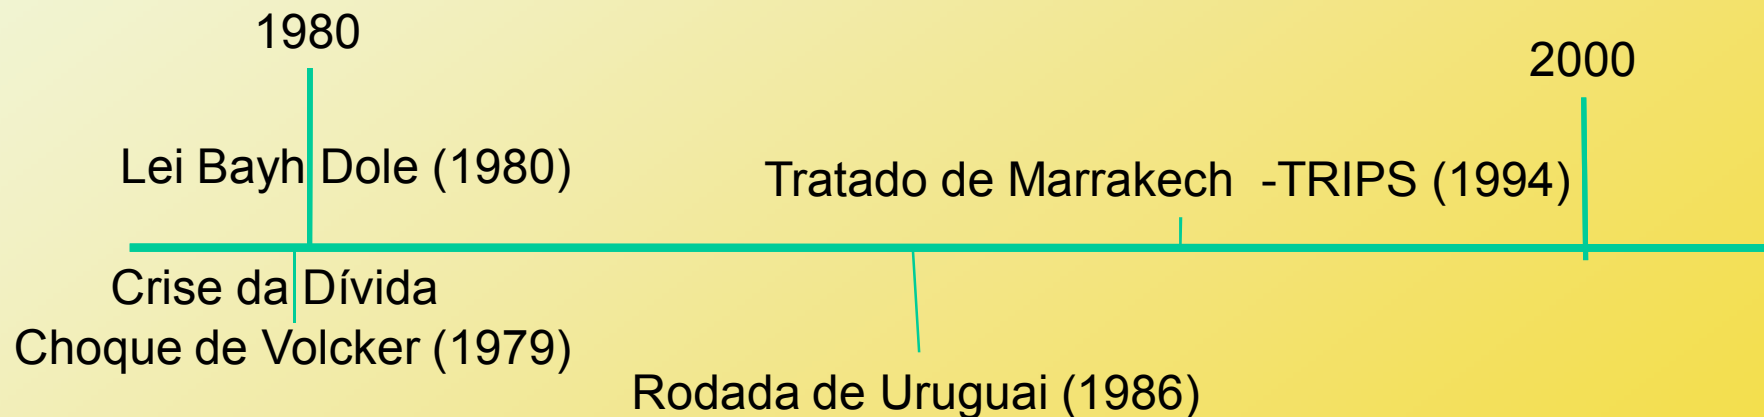 1980
2000
Lei Bayh Dole (1980)
Tratado de Marrakech -TRIPS (1994)
Crise da Dívida
Choque de Volcker (1979)
Rodada de Uruguai (1986)